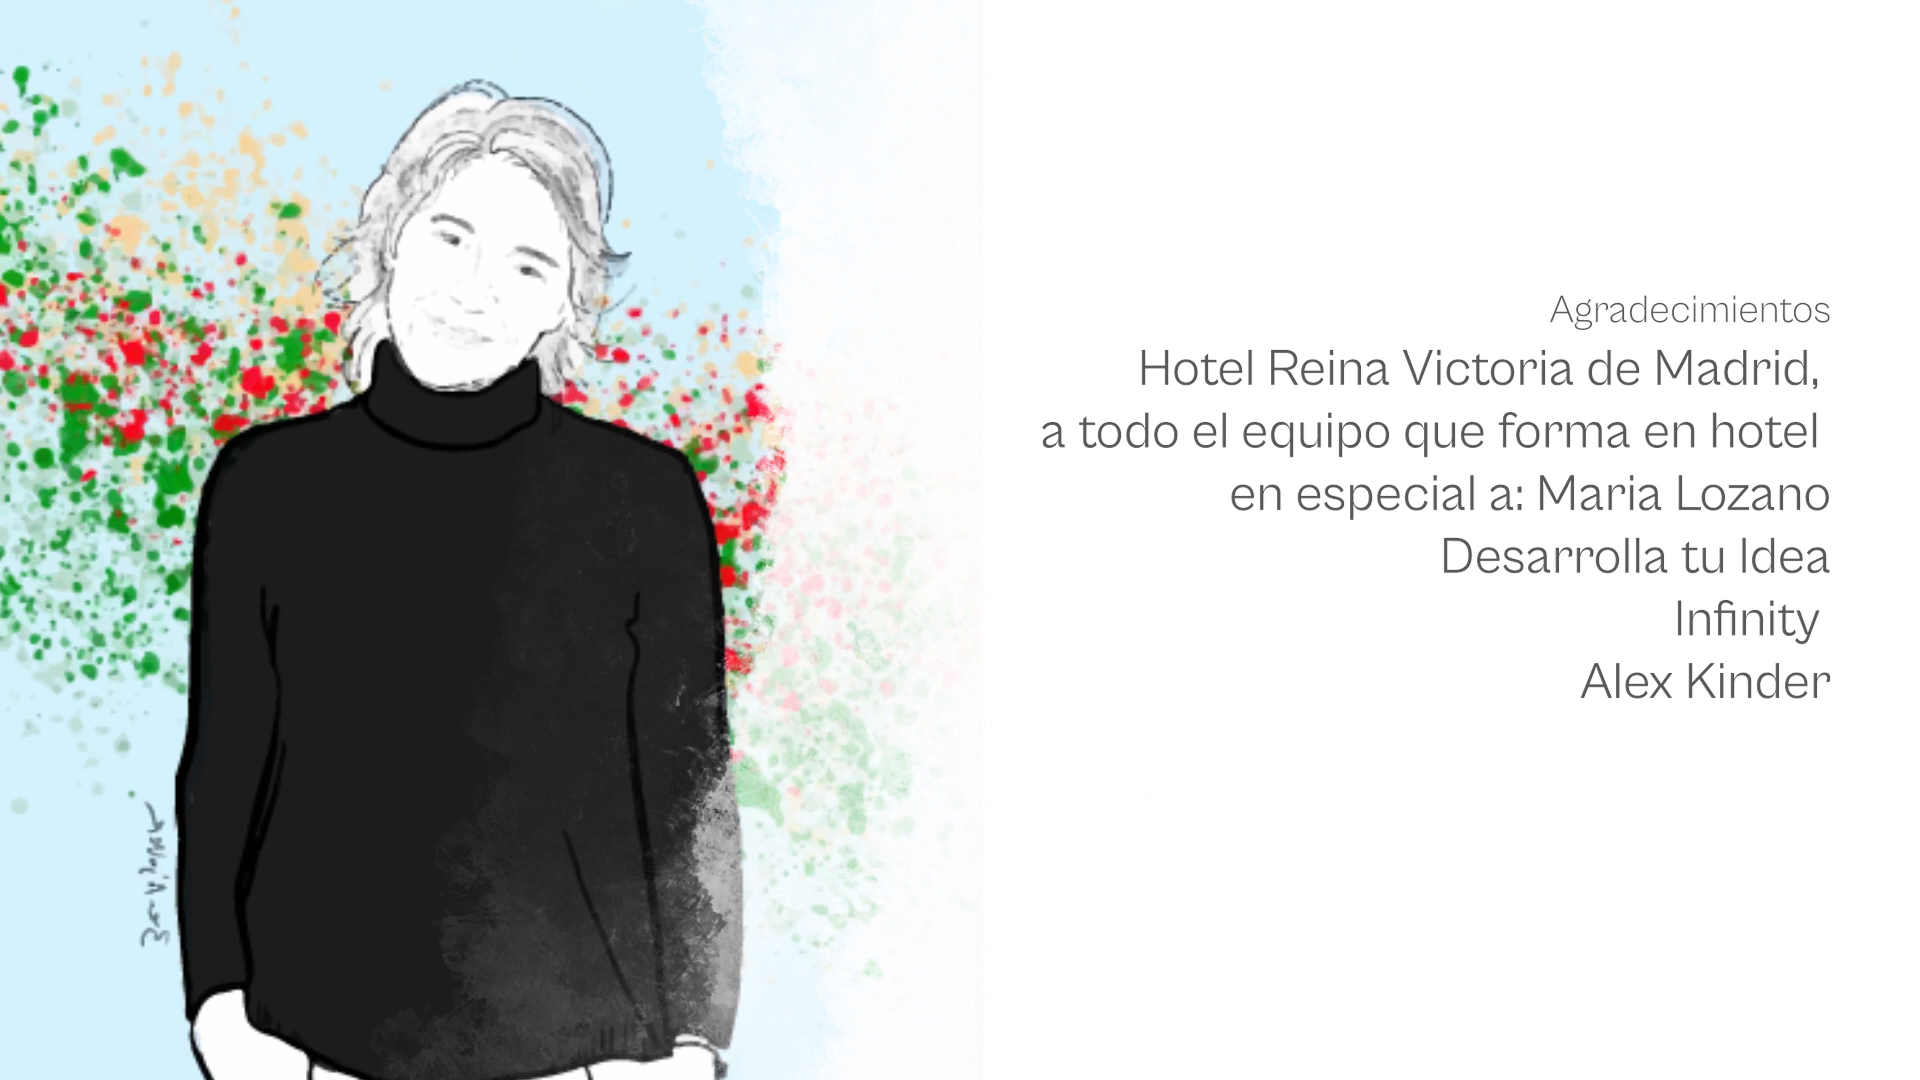 Agradecimientos
Hotel Reina Victoria de Madrid,
a todo el equipo que forma en hotel
en especial a: Maria Lozano
Desarrolla tu Idea
Infinity
Alex Kinder